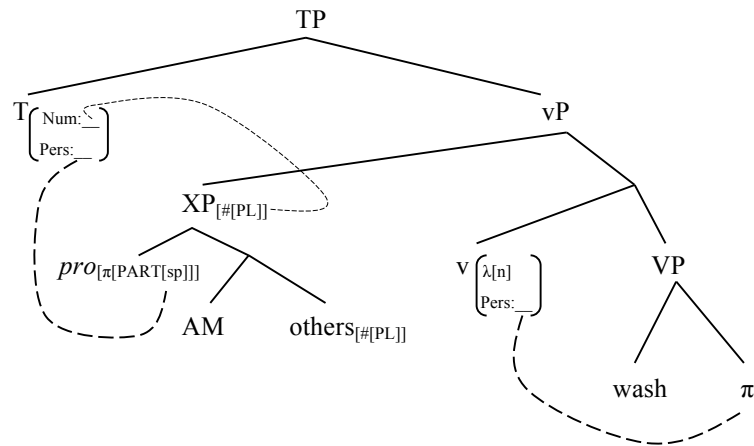 TP
T Num:__ vP
Pers:__
XP[#[PL]]
pro[π[PART[sp]]] v λ[n] VP
Pers:__
AM others[#[PL]]
wash π